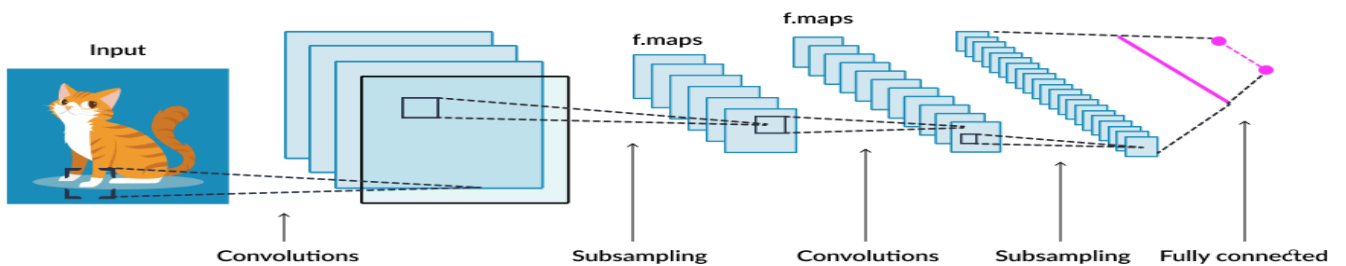 f.maps
Input
f.maps
Convolutions
Subsampling
Convolutions
Subsampling
Fully connected